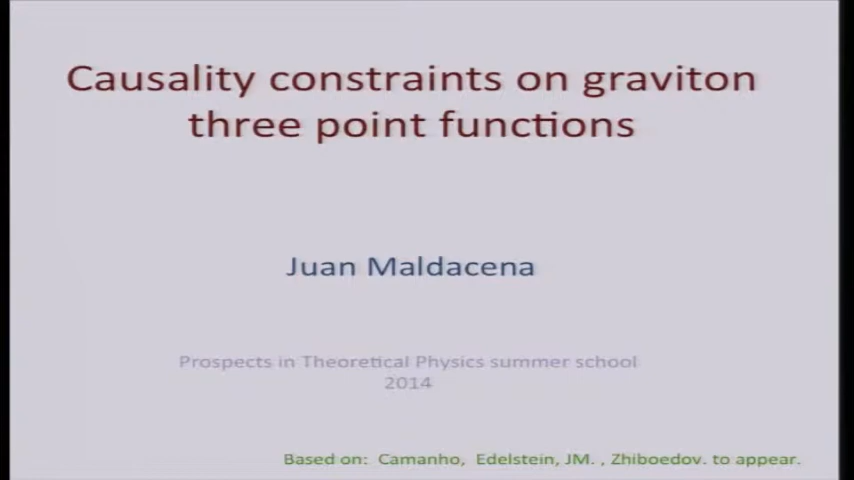 Causality constraints on graviton
three point functions
Juan Maldacena
Prospects in Theoretical Physics summer school
2014
Based on:  Camanho,  Edelstein, JM. , Zhiboedov. to appear.